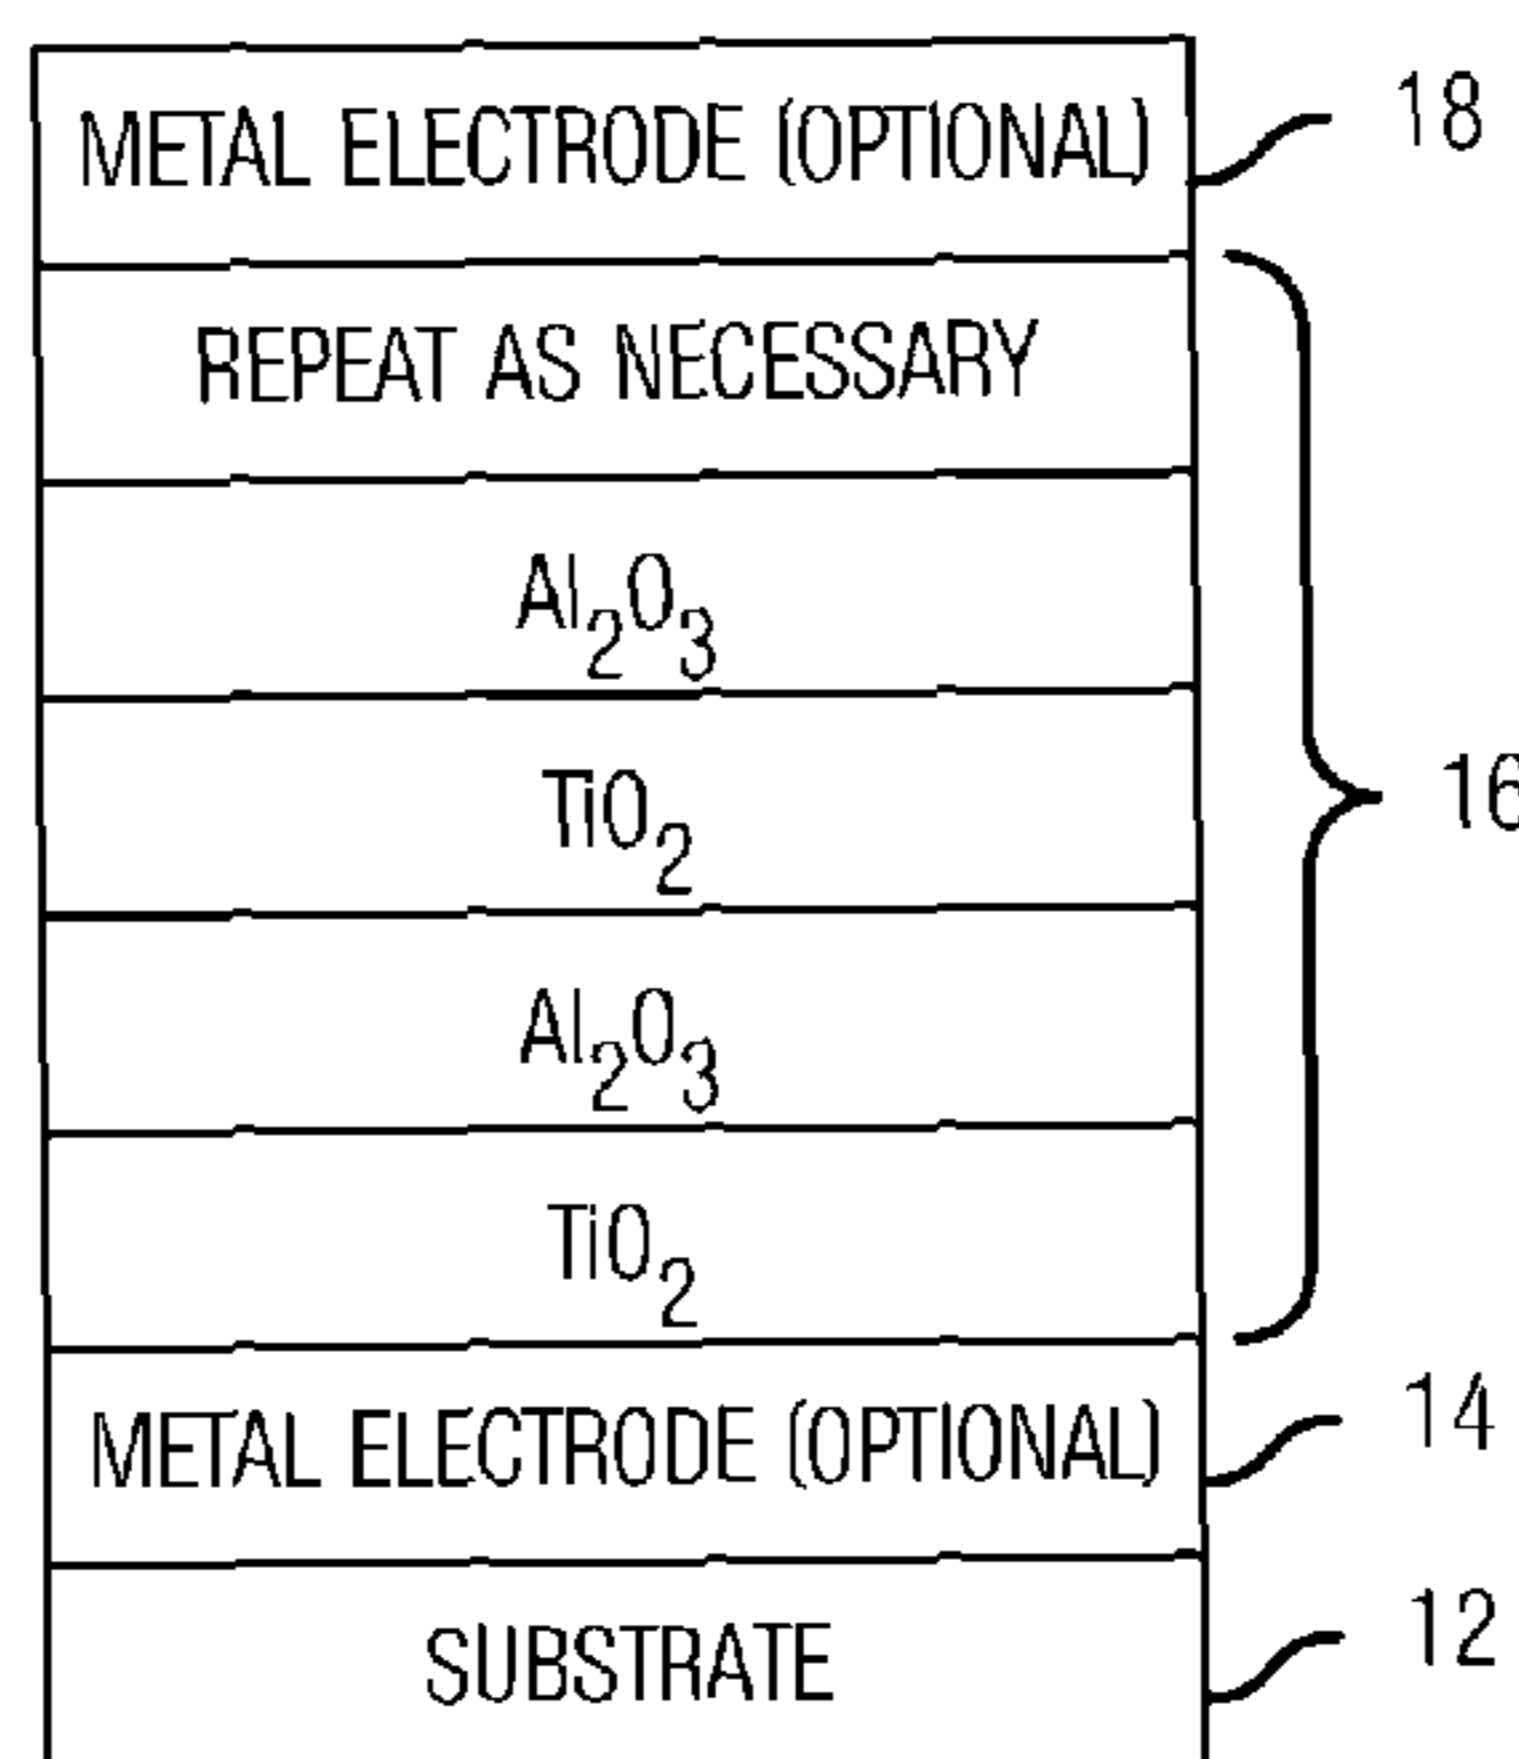 METAL ELECTRODE (OPTIONAL) 18
REPEAT AS NECESSARY
Al₂O₃
TiO₂
16
Al₂O₃
TiO₂
METAL ELECTRODE (OPTIONAL) 14
SUBSTRATE 12